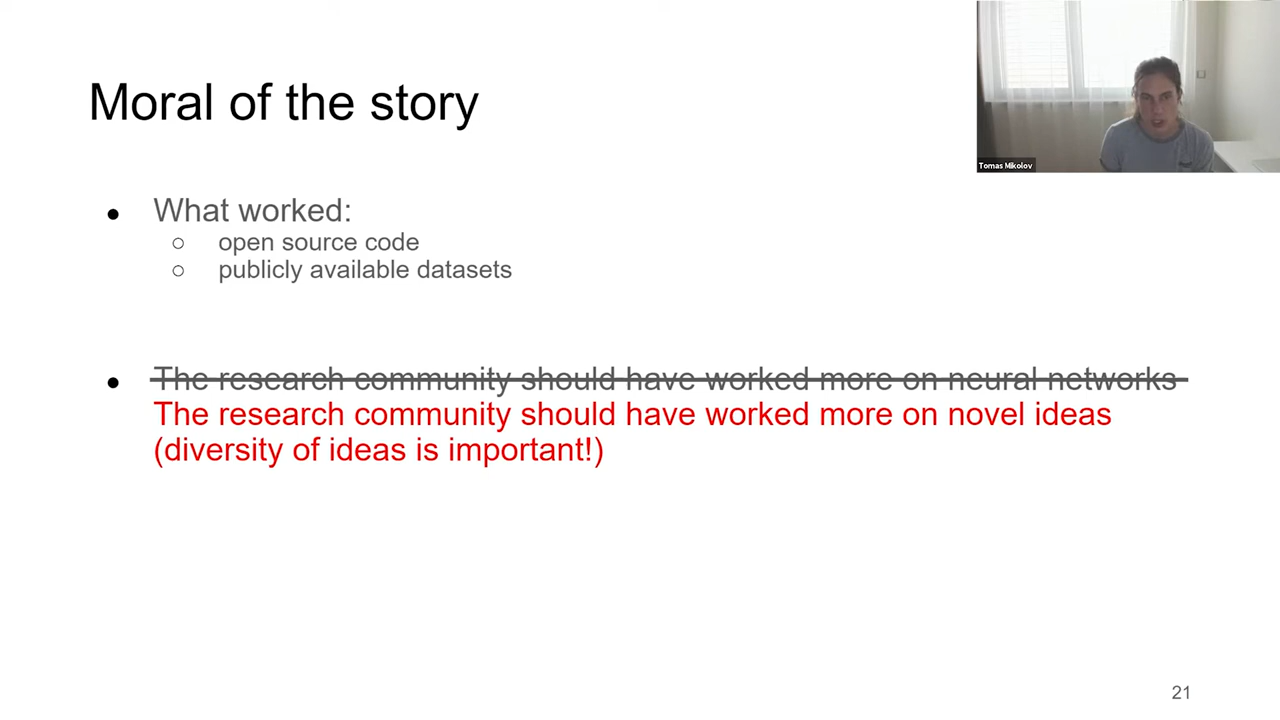 Moral of the story
Tomas Mikolov
● What worked:
○ open source code
○ publicly available datasets
● The research community should have worked more on neural networks
The research community should have worked more on novel ideas
(diversity of ideas is important!)
21